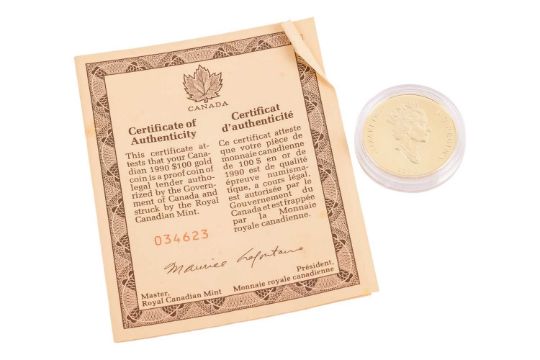 CANADA
Certificate of
Authenticity
This certificate at-
tests that your Cana-
dian 1990 $100 gold
coin is a proof coin of
legal tender autho-
rized by the Govern-
ment of Canada and
struck by the Royal
Canadian Mint.
034623
Certificat
d'authenticité
Ce certificat atteste
que votre pièce de
monnaie canadienne
de 100 $ en or de
1990 est de qualité
épreuve numisma-
tique, a cours légal,
est autorisée par le
Gouvernement du
Canada et est frappée
par la Monnaie
royale canadienne.
Maurice Lafontaine
Master,
Royal Canadian Mint
Président,
Monnaie royale canadienne